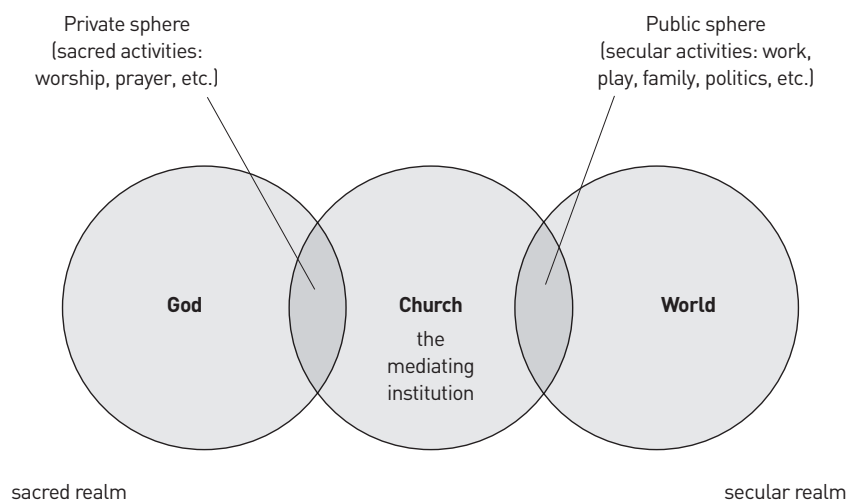 Private sphere
(sacred activities:
worship, prayer, etc.)
Public sphere
(secular activities: work,
play, family, politics, etc.)
God
Church
the
mediating
institution
World
sacred realm
secular realm